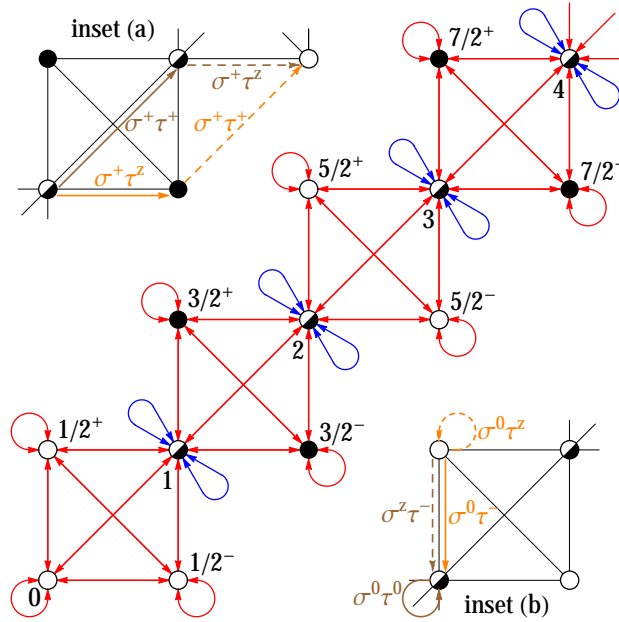 inset (a)
7/2⁺
4
σ⁺τᶻ
σ⁺τ⁺
σ⁺τ⁺
σ⁺τᶻ
5/2⁺
3
7/2⁻
3/2⁺
2
5/2⁻
1/2⁺
1
3/2⁻
σ⁰τᶻ
σᶻτ⁻
σ⁰τ⁻
0
1/2⁻
σ⁰τ⁰
inset (b)